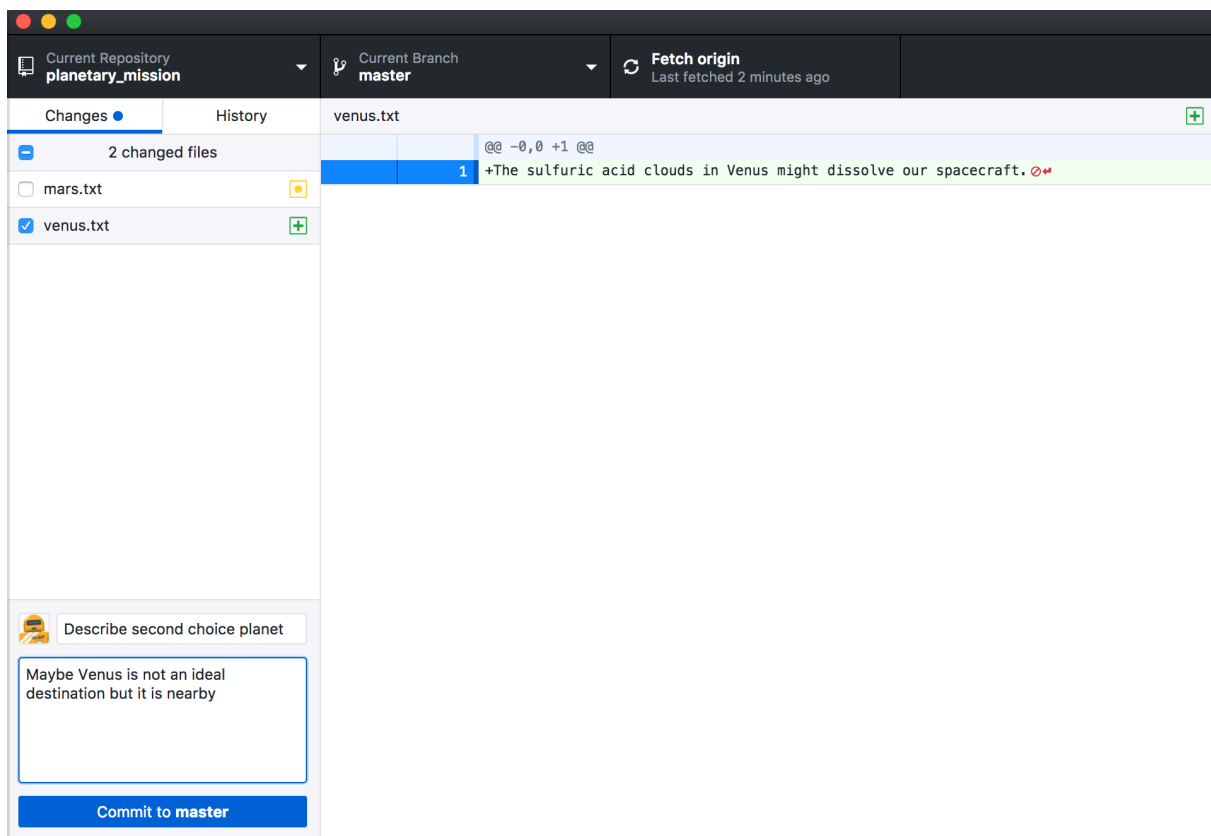 Current Repository
planetary_mission
Current Branch
master
Fetch origin
Last fetched 2 minutes ago
Changes
History
venus.txt
2 changed files
@@ -0,0 +1 @@
1 +The sulfuric acid clouds in Venus might dissolve our spacecraft.
mars.txt
venus.txt
Describe second choice planet
Maybe Venus is not an ideal
destination but it is nearby
Commit to master